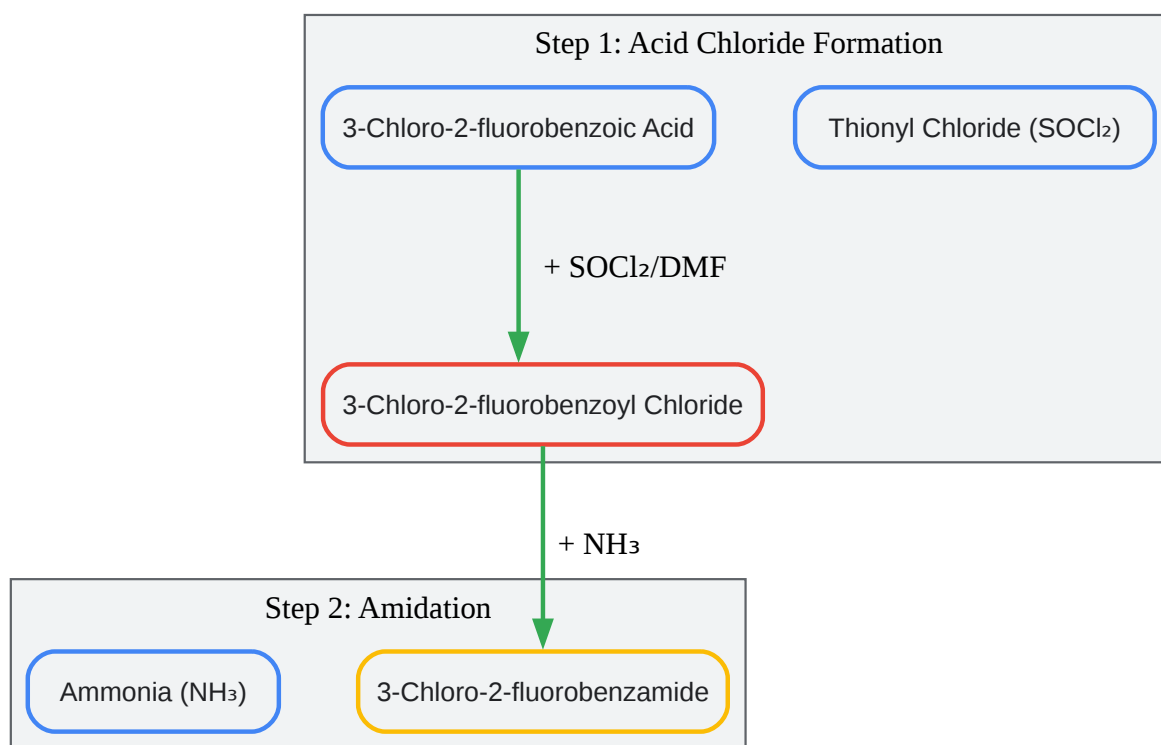 Step 1: Acid Chloride Formation
3-Chloro-2-fluorobenzoic Acid
Thionyl Chloride (SOCl₂)
+ SOCl₂/DMF
3-Chloro-2-fluorobenzoyl Chloride
+ NH₃
Step 2: Amidation
Ammonia (NH₃)
3-Chloro-2-fluorobenzamide